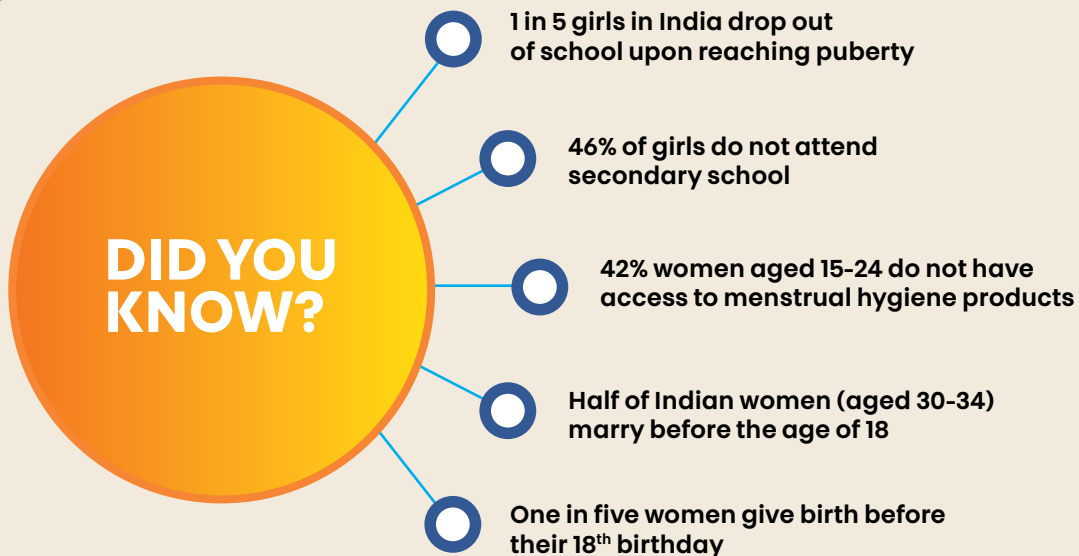 DID YOU
KNOW?
1 in 5 girls in India drop out
of school upon reaching puberty
46% of girls do not attend
secondary school
42% women aged 15-24 do not have
access to menstrual hygiene products
Half of Indian women (aged 30-34)
marry before the age of 18
One in five women give birth before
their 18th birthday